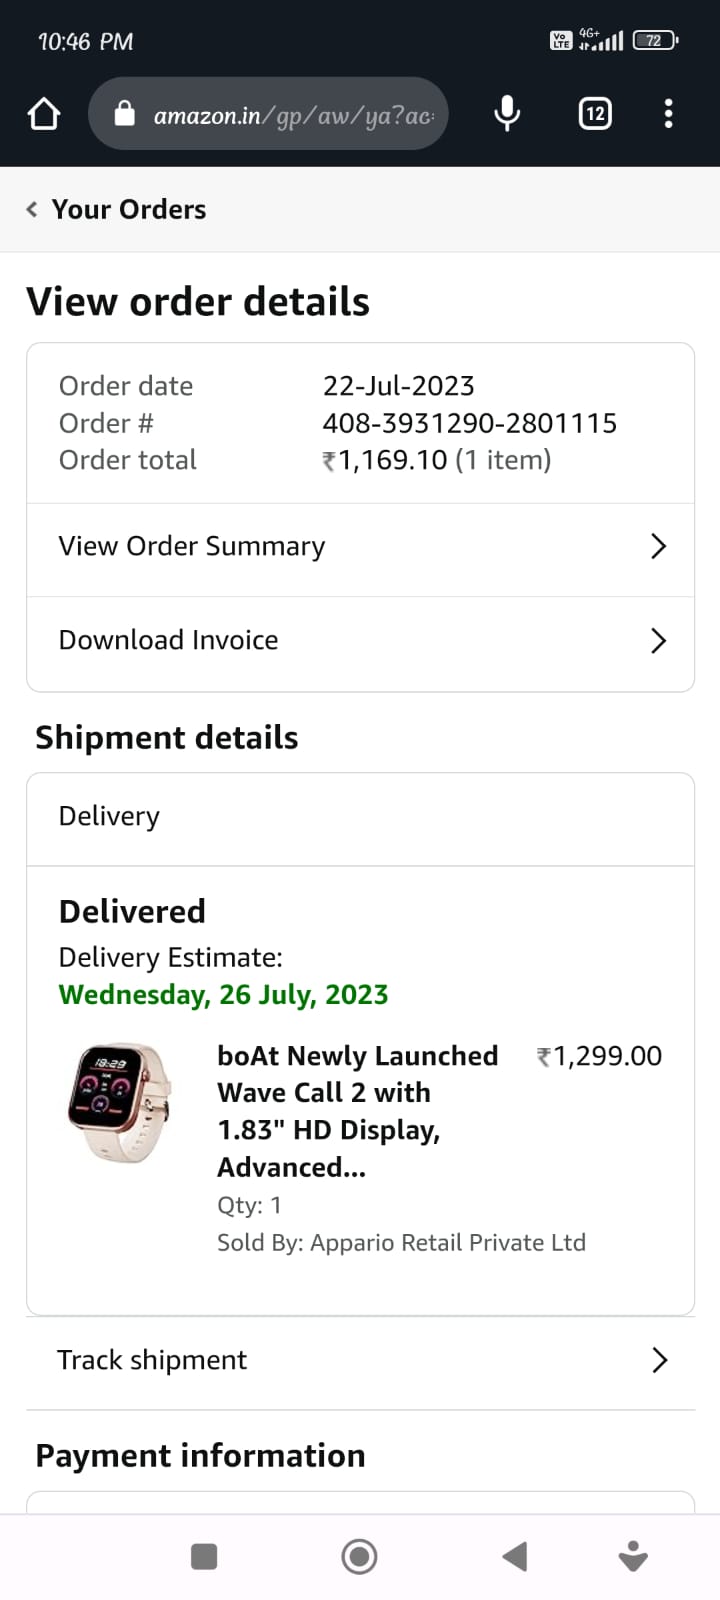 10:46 PM
Vo LTE 4G+ 72
amazon.in/gp/aw/ya?ac
12
Your Orders
View order details
Order date 22-Jul-2023
Order # 408-3931290-2801115
Order total ₹1,169.10 (1 item)
View Order Summary
Download Invoice
Shipment details
Delivery
Delivered
Delivery Estimate:
Wednesday, 26 July, 2023
18:29
boAt Newly Launched ₹1,299.00
Wave Call 2 with
1.83" HD Display,
Advanced...
Qty: 1
Sold By: Appario Retail Private Ltd
Track shipment
Payment information